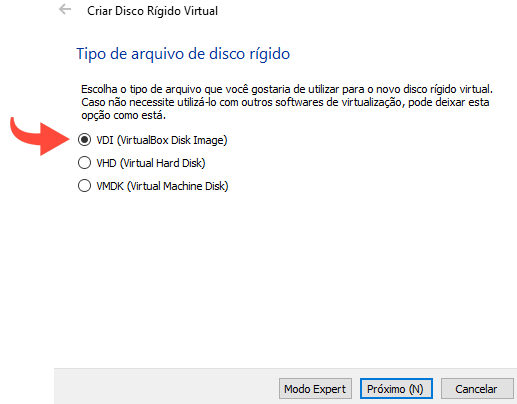 Criar Disco Rígido Virtual
Tipo de arquivo de disco rígido
Escolha o tipo de arquivo que você gostaria de utilizar para o novo disco rígido virtual.
Caso não necessite utilizá-lo com outros softwares de virtualização, pode deixar esta
opção como está.
VDI (VirtualBox Disk Image)
VHD (Virtual Hard Disk)
VMDK (Virtual Machine Disk)
Modo Expert Próximo (N) Cancelar